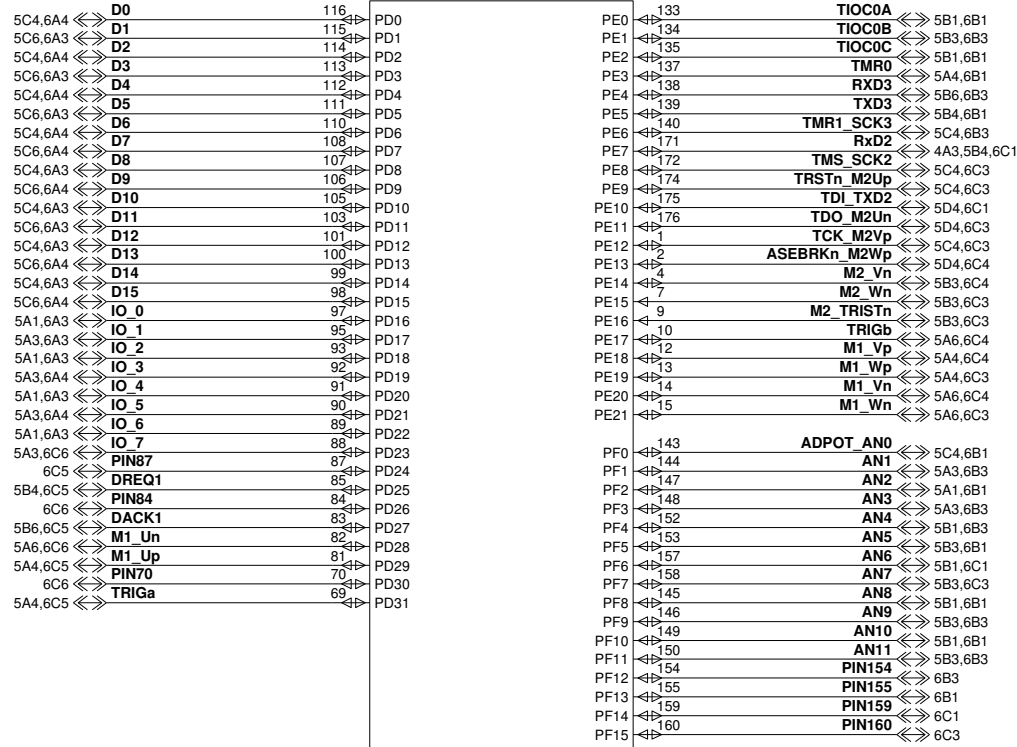 5C4,6A4 D0 116 PD0
5C6,6A3 D1 115 PD1
5C4,6A4 D2 114 PD2
5C6,6A3 D3 113 PD3
5C4,6A4 D4 112 PD4
5C6,6A3 D5 111 PD5
5C4,6A4 D6 110 PD6
5C6,6A4 D7 108 PD7
5C4,6A3 D8 107 PD8
5C6,6A4 D9 106 PD9
5C4,6A3 D10 105 PD10
5C6,6A3 D11 103 PD11
5C4,6A3 D12 101 PD12
5C6,6A4 D13 100 PD13
5C4,6A3 D14 99 PD14
5C6,6A4 D15 98 PD15
5A1,6A3 IO_0 97 PD16
5A3,6A3 IO_1 95 PD17
5A1,6A3 IO_2 93 PD18
5A3,6A4 IO_3 92 PD19
5A1,6A3 IO_4 91 PD20
5A3,6A4 IO_5 90 PD21
5A1,6A3 IO_6 89 PD22
5A3,6C6 IO_7 88 PD23
6C5 PIN87 87 PD24
5B4,6C5 DREQ1 85 PD25
6C6 PIN84 84 PD26
5B6,6C5 DACK1 83 PD27
5A6,6C6 M1_Un 82 PD28
5A4,6C5 M1_Up 81 PD29
6C6 PIN70 70 PD30
5A4,6C5 TRIGa 69 PD31
PE0 133 TIOC0A 5B1,6B1
PE1 134 TIOC0B 5B3,6B3
PE2 135 TIOC0C 5B1,6B1
PE3 137 TMR0 5A4,6B1
PE4 138 RXD3 5B6,6B3
PE5 139 TXD3 5B4,6B1
PE6 140 TMR1_SCK3 5C4,6B3
PE7 171 RxD2 4A3,5B4,6C1
PE8 172 TMS_SCK2 5C4,6C3
PE9 174 TRSTn_M2Up 5C4,6C3
PE10 175 TDI_TXD2 5D4,6C1
PE11 176 TDO_M2Un 5D4,6C3
PE12 1 TCK_M2Vp 5C4,6C3
PE13 2 ASEBRKn_M2Wp 5D4,6C4
PE14 4 M2_Vn 5B3,6C4
PE15 7 M2_Wn 5B3,6C3
PE16 9 M2_TRISTn 5B3,6C3
PE17 10 TRIGb 5A6,6C4
PE18 12 M1_Vp 5A4,6C4
PE19 13 M1_Wp 5A4,6C3
PE20 14 M1_Vn 5A6,6C4
PE21 15 M1_Wn 5A6,6C3
PF0 143 ADPOT_AN0 5C4,6B1
PF1 144 AN1 5A3,6B3
PF2 147 AN2 5A1,6B1
PF3 148 AN3 5A3,6B3
PF4 152 AN4 5B1,6B3
PF5 153 AN5 5B3,6B1
PF6 157 AN6 5B1,6C1
PF7 158 AN7 5B3,6C3
PF8 145 AN8 5B1,6B1
PF9 146 AN9 5B3,6B3
PF10 149 AN10 5B1,6B1
PF11 150 AN11 5B3,6B3
PF12 154 PIN154 6B3
PF13 155 PIN155 6B1
PF14 159 PIN159 6C1
PF15 160 PIN160 6C3